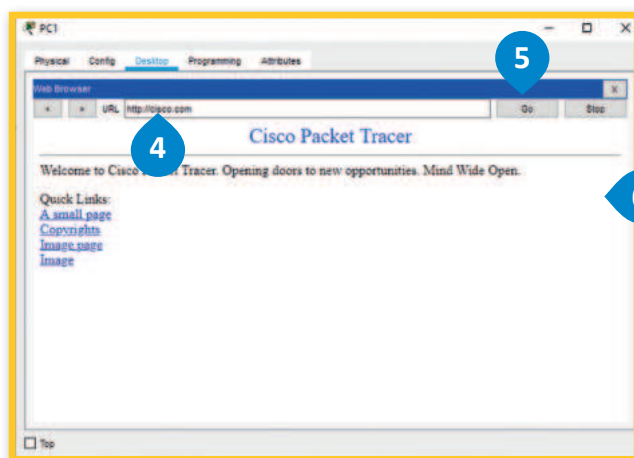 PC1
Physical Config Desktop Programming Attributes
5
Web Browser X
< > URL http://cisco.com Go Stop
4
Cisco Packet Tracer
Welcome to Cisco Tracer. Opening doors to new opportunities. Mind Wide Open.
Quick Links:
A small page
Copyrights
Image page
Image
Top